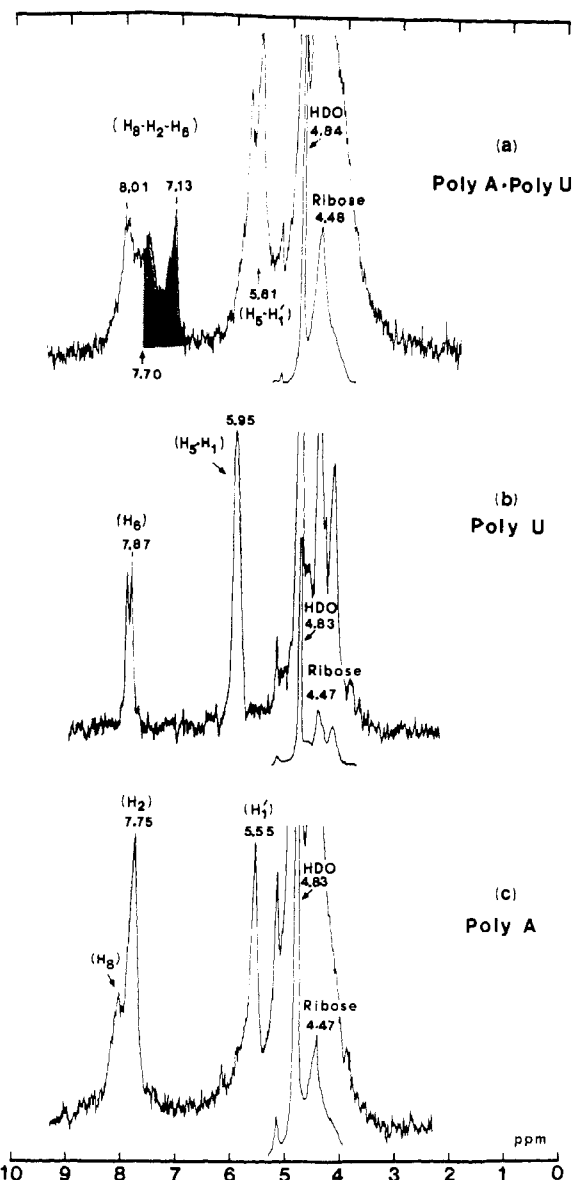 (H8-H2-H6)
8,01
7.13
7.70
5.81
(H5-H1')
HDO
4.84
Ribose
4.48
(a)
Poly A·Poly U
(H6)
7.87
(H5-H1)
5.95
HDO
4.83
Ribose
4.47
(b)
Poly U
(H2)
7.75
(H8)
(H1')
5.55
HDO
4.83
Ribose
4.47
(c)
Poly A
ppm
10 9 8 7 6 5 4 3 2 1 0